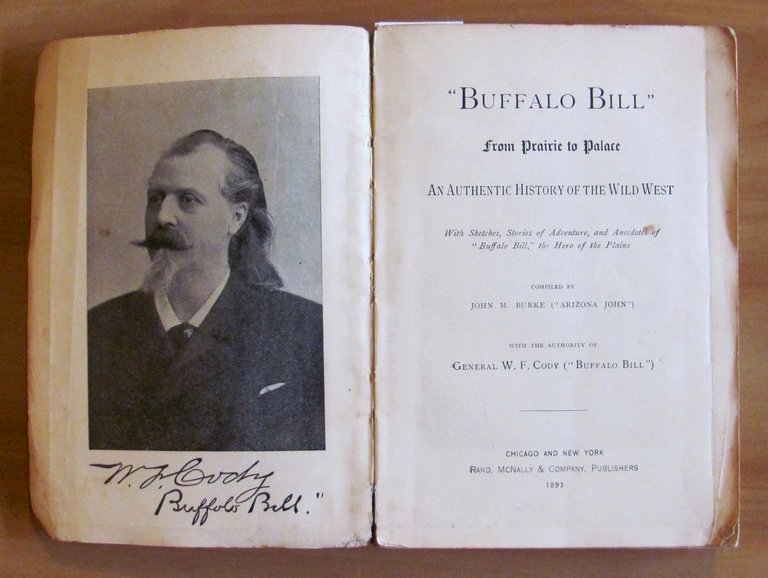 W. F. Cody
Buffalo Bill."
"BUFFALO BILL"
From Prairie to Palace
AN AUTHENTIC HISTORY OF THE WILD WEST
With Sketches, Stories of Adventure, and Anecdotes of
"Buffalo Bill," the Hero of the Plains
COMPILED BY
JOHN M. BURKE ("ARIZONA JOHN")
WITH THE AUTHORITY OF
GENERAL W. F. CODY ("BUFFALO BILL")
CHICAGO AND NEW YORK
RAND, MCNALLY & COMPANY, PUBLISHERS
1893